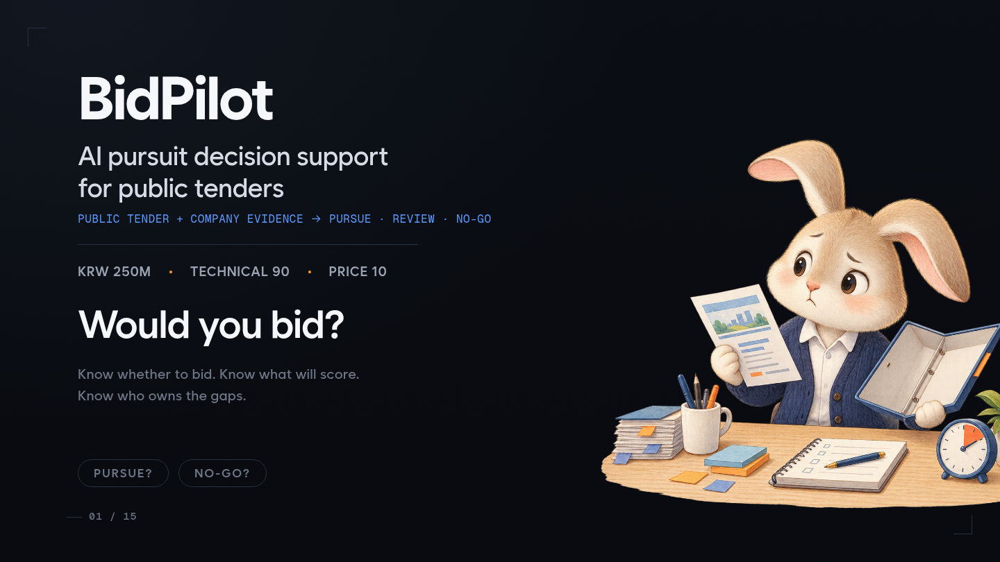 BidPilot
AI pursuit decision support
for public tenders
PUBLIC TENDER + COMPANY EVIDENCE → PURSUE · REVIEW · NO-GO
KRW 250M • TECHNICAL 90 • PRICE 10
Would you bid?
Know whether to bid. Know what will score.
Know who owns the gaps.
PURSUE? NO-GO?
01 / 15